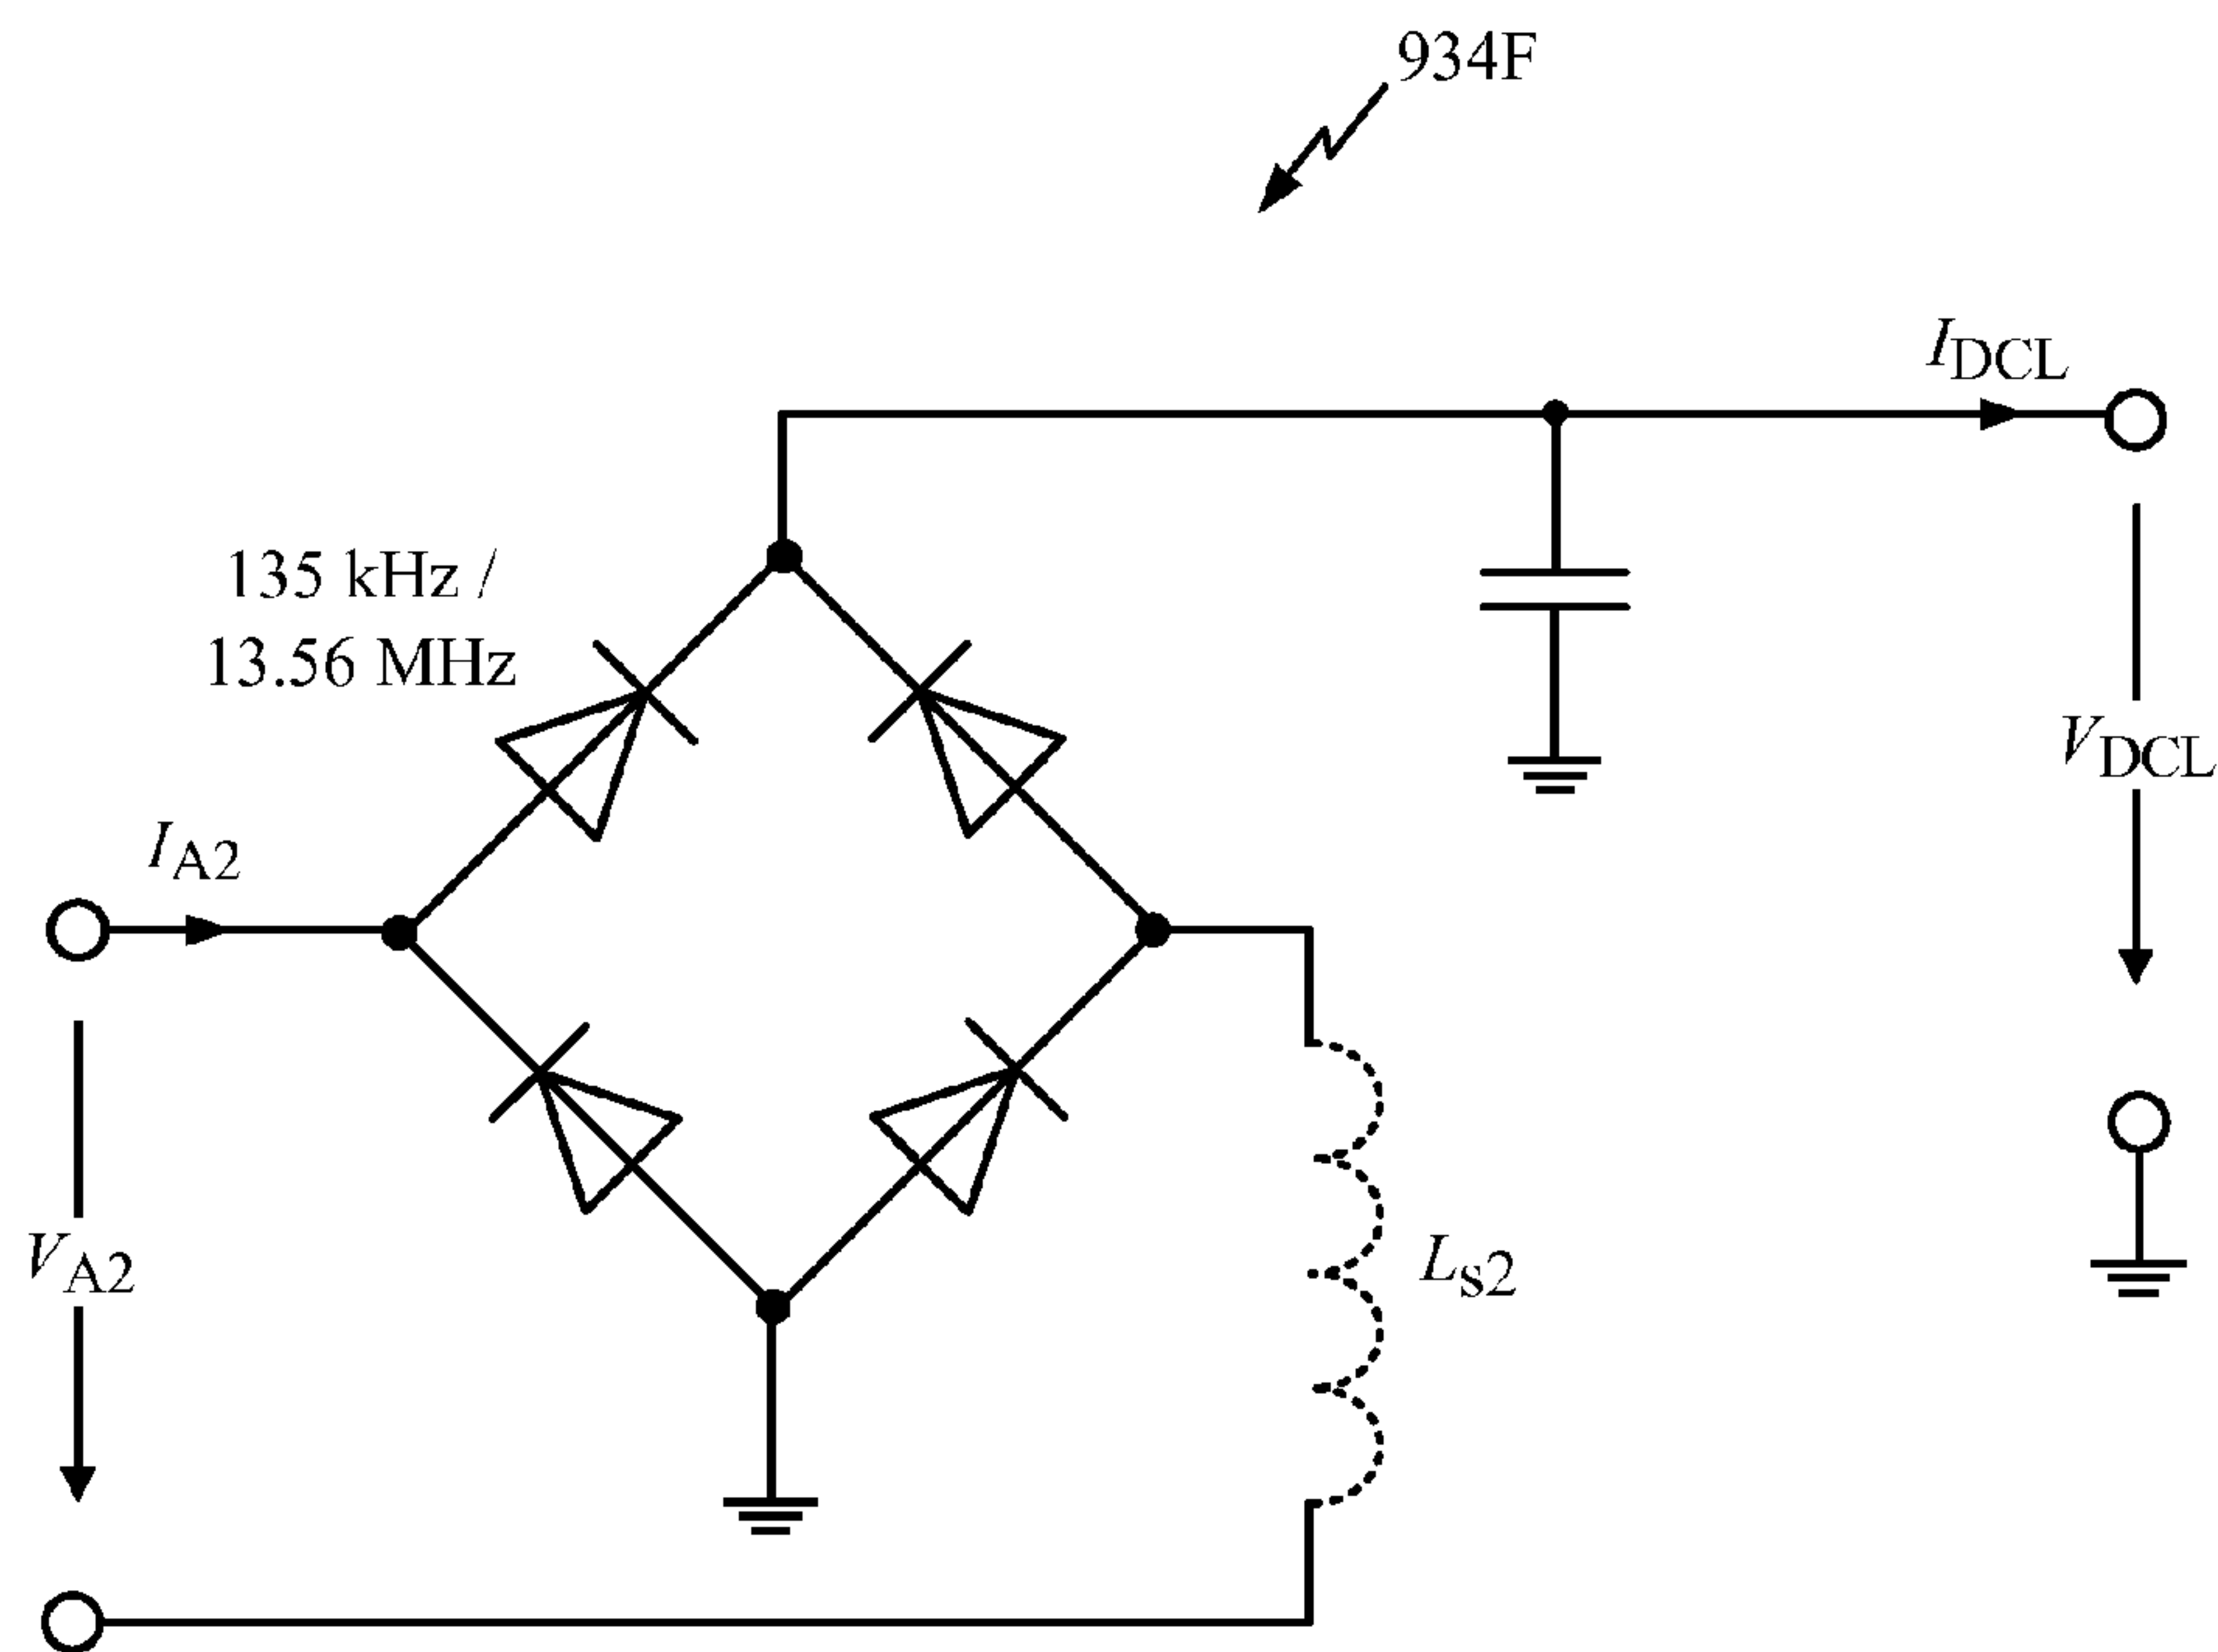 934F
I_DCL
135 kHz /
13.56 MHz
V_DCL
I_A2
V_A2
L_S2